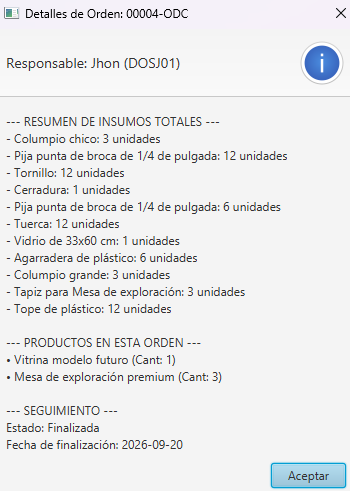 Detalles de Orden: 00004-ODC
Responsable: Jhon (DOSJ01)
--- RESUMEN DE INSUMOS TOTALES ---
- Columpio chico: 3 unidades
- Pija punta de broca de 1/4 de pulgada: 12 unidades
- Tornillo: 12 unidades
- Cerradura: 1 unidades
- Pija punta de broca de 1/4 de pulgada: 6 unidades
- Tuerca: 12 unidades
- Vidrio de 33x60 cm: 1 unidades
- Agarradera de plástico: 6 unidades
- Columpio grande: 3 unidades
- Tapiz para Mesa de exploración: 3 unidades
- Tope de plástico: 12 unidades
--- PRODUCTOS EN ESTA ORDEN ---
• Vitrina modelo futuro (Cant: 1)
• Mesa de exploración premium (Cant: 3)
--- SEGUIMIENTO ---
Estado: Finalizada
Fecha de finalización: 2026-09-20
Aceptar